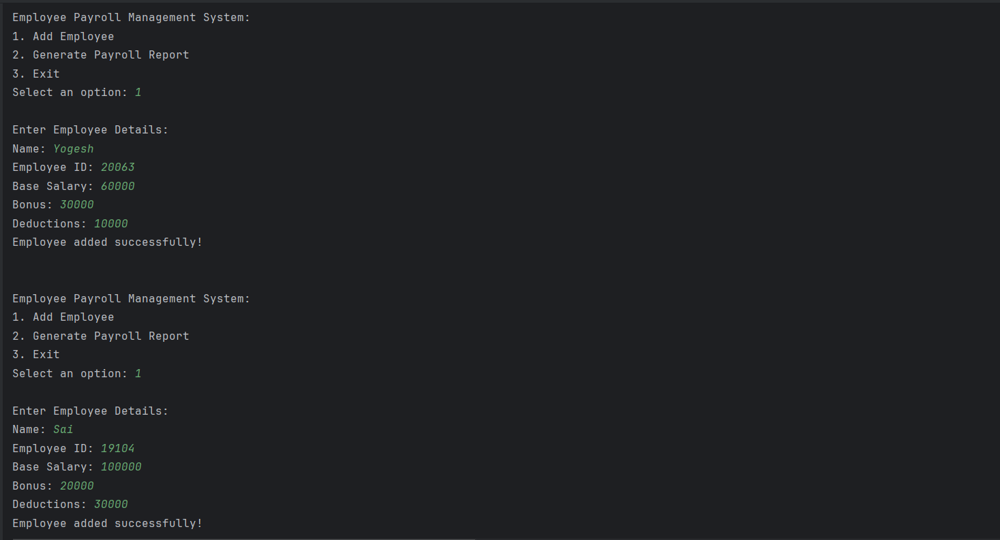 Employee Payroll Management System:
1. Add Employee
2. Generate Payroll Report
3. Exit
Select an option: 1
Enter Employee Details:
Name: Yogesh
Employee ID: 20063
Base Salary: 60000
Bonus: 30000
Deductions: 10000
Employee added successfully!
Employee Payroll Management System:
1. Add Employee
2. Generate Payroll Report
3. Exit
Select an option: 1
Enter Employee Details:
Name: Sai
Employee ID: 19104
Base Salary: 100000
Bonus: 20000
Deductions: 30000
Employee added successfully!